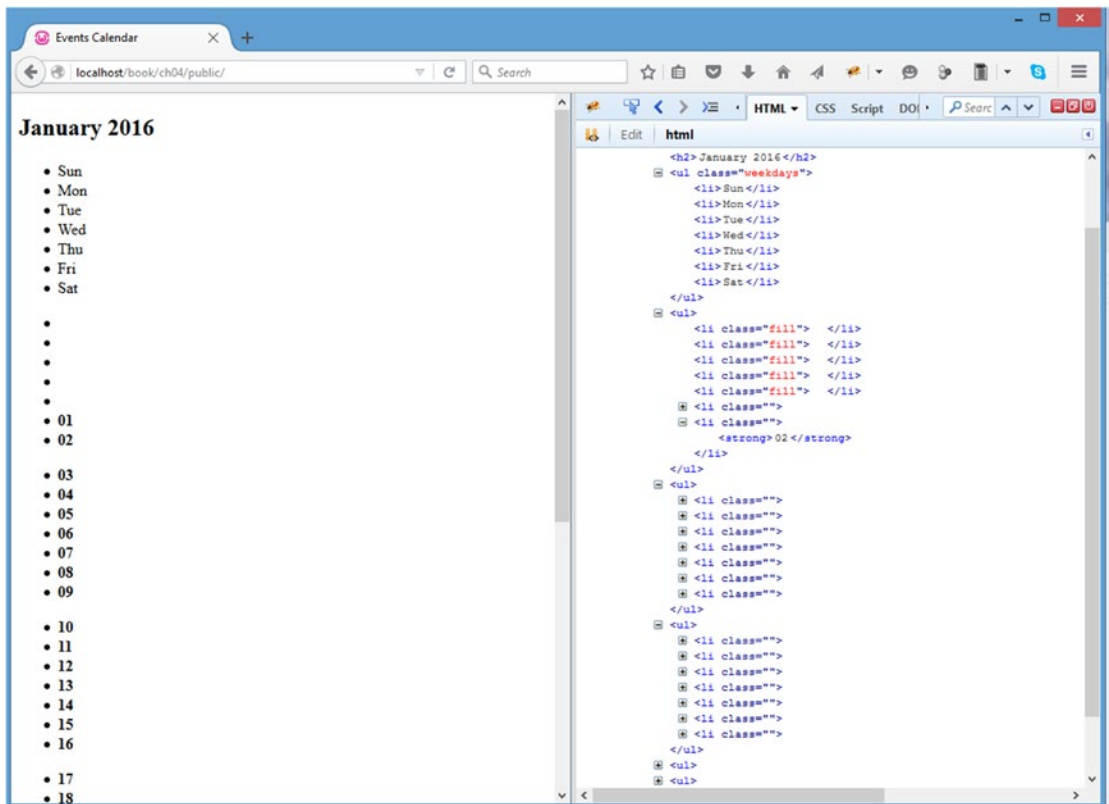 Events Calendar
localhost/book/ch04/public/
Search
January 2016
Sun
Mon
Tue
Wed
Thu
Fri
Sat
01
02
03
04
05
06
07
08
09
10
11
12
13
14
15
16
17
18
HTML CSS Script DOI Searc
Edit html
<h2>January 2016</h2>
<ul class="weekdays">
<li>Sun</li>
<li>Mon</li>
<li>Tue</li>
<li>Wed</li>
<li>Thu</li>
<li>Fri</li>
<li>Sat</li>
</ul>
<ul>
<li class="fill"> </li>
<li class="fill"> </li>
<li class="fill"> </li>
<li class="fill"> </li>
<li class="fill"> </li>
<li class="">
<li class="">
<strong>02</strong>
</li>
</ul>
<ul>
<li class="">
<li class="">
<li class="">
<li class="">
<li class="">
<li class="">
<li class="">
</ul>
<ul>
<li class="">
<li class="">
<li class="">
<li class="">
<li class="">
<li class="">
<li class="">
</ul>
<ul>
<ul>